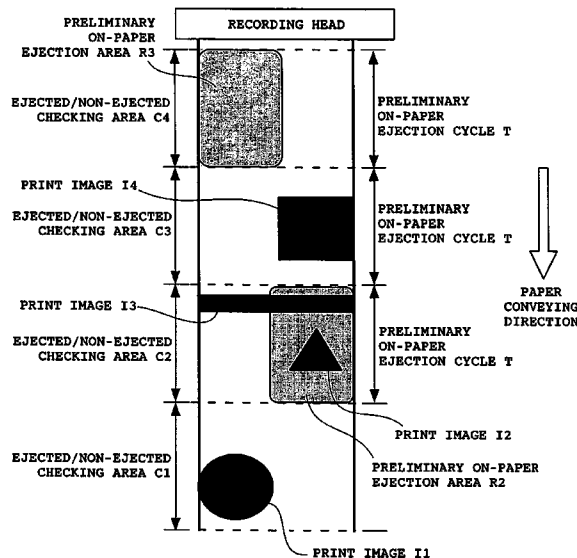 RECORDING HEAD
PRELIMINARY
ON-PAPER
EJECTION AREA R3
EJECTED/NON-EJECTED
CHECKING AREA C4
PRELIMINARY
ON-PAPER
EJECTION CYCLE T
PRINT IMAGE I4
EJECTED/NON-EJECTED
CHECKING AREA C3
PRELIMINARY
ON-PAPER
EJECTION CYCLE T
PAPER
CONVEYING
DIRECTION
PRINT IMAGE I3
EJECTED/NON-EJECTED
CHECKING AREA C2
PRELIMINARY
ON-PAPER
EJECTION CYCLE T
PRINT IMAGE I2
EJECTED/NON-EJECTED
CHECKING AREA C1
PRELIMINARY ON-PAPER
EJECTION AREA R2
PRINT IMAGE I1